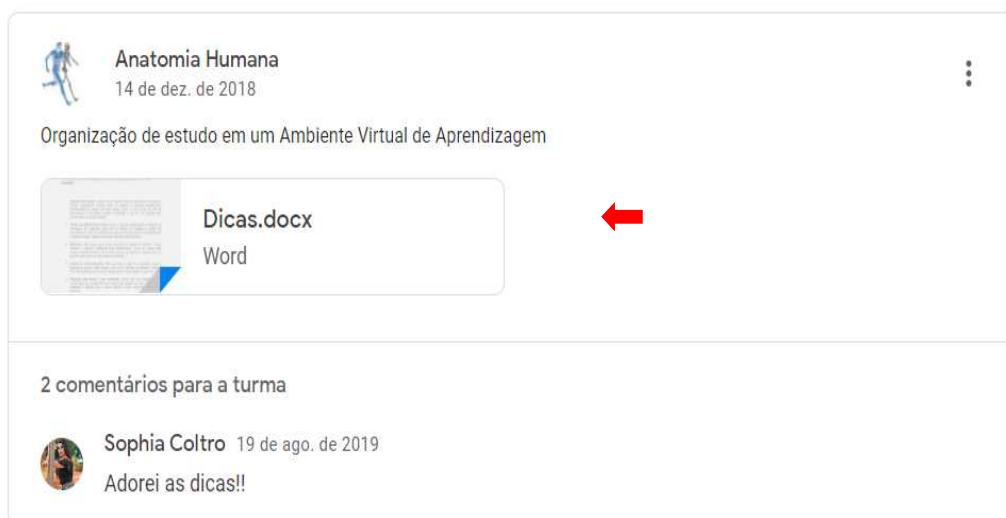 Anatomia Humana
14 de dez. de 2018
Organização de estudo em um Ambiente Virtual de Aprendizagem
Dicas.docx
Word
2 comentários para a turma
Sophia Coltro 19 de ago. de 2019
Adorei as dicas!!